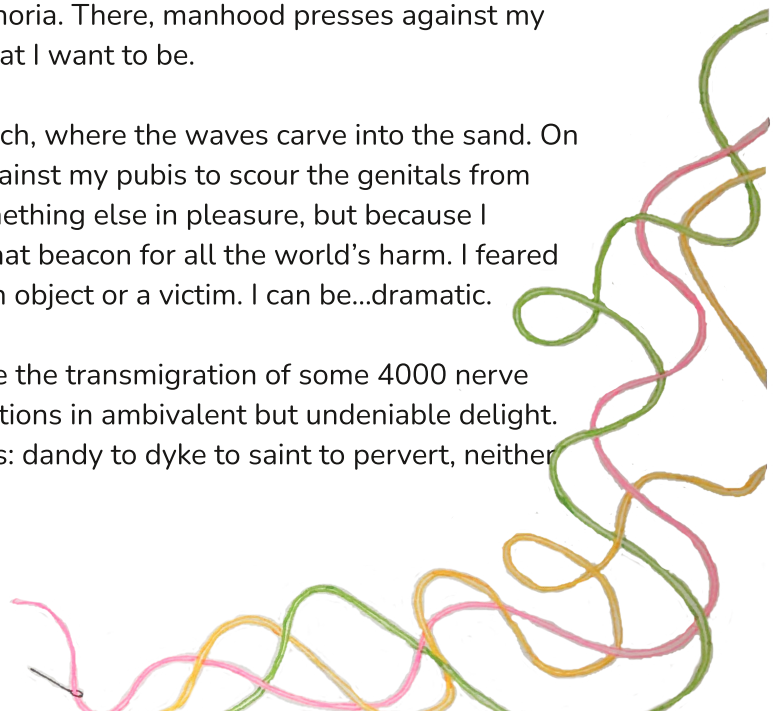 horia. There, manhood presses against my
at I want to be.
ch, where the waves carve into the sand. On
ainst my pubis to scour the genitals from
ething else in pleasure, but because I
at beacon for all the world’s harm. I feared
object or a victim. I can be...dramatic.
e the transmigration of some 4000 nerve
tions in ambivalent but undeniable delight.
s: dandy to dyke to saint to pervert, neither